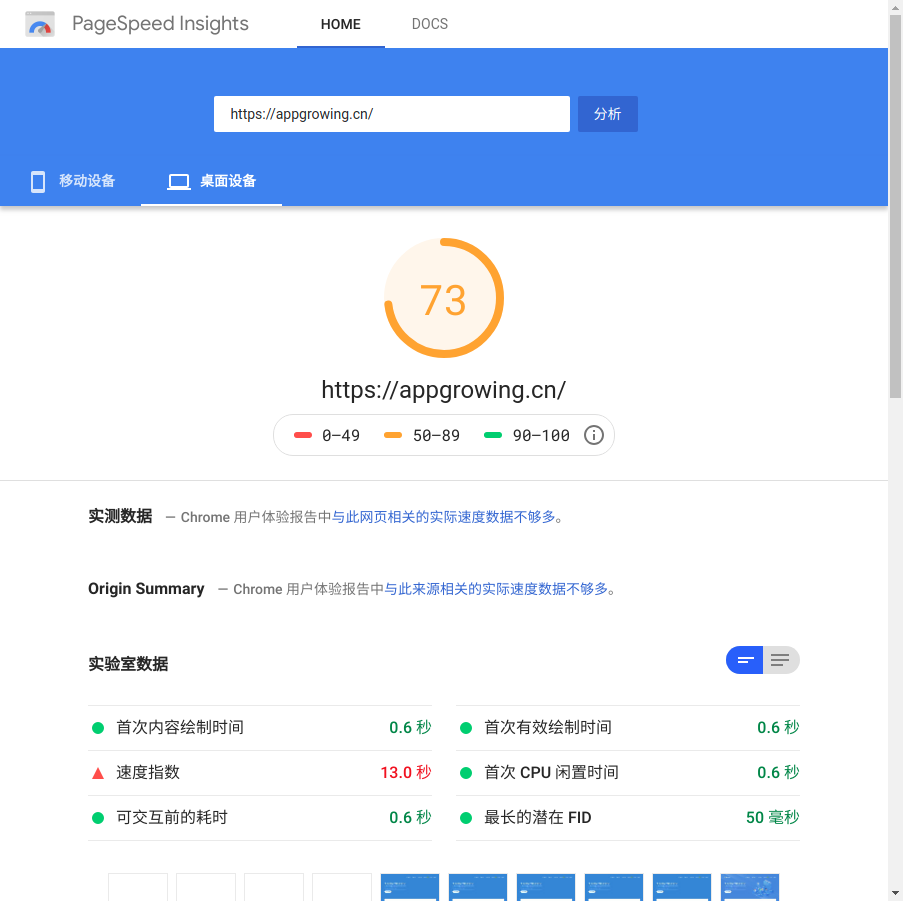 PageSpeed Insights
HOME
DOCS
https://appgrowing.cn/
分析
移动设备
桌面设备
73
https://appgrowing.cn/
0–49
50–89
90–100
实测数据 — Chrome 用户体验报告中与此网页相关的实际速度数据不够多。
Origin Summary — Chrome 用户体验报告中与此来源相关的实际速度数据不够多。
实验室数据
首次内容绘制时间 0.6 秒
首次有效绘制时间 0.6 秒
速度指数 13.0 秒
首次 CPU 闲置时间 0.6 秒
可交互前的耗时 0.6 秒
最长的潜在 FID 50 毫秒